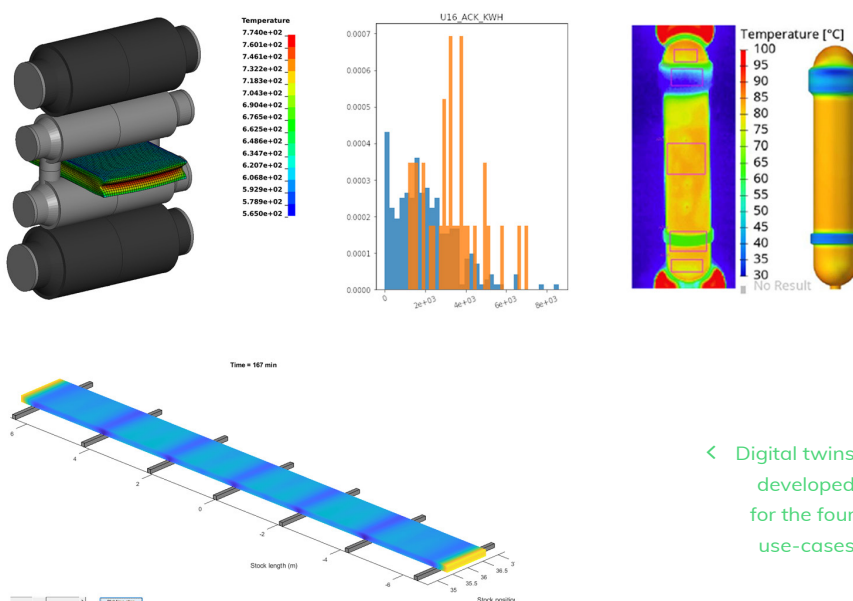 Temperature
7.740e+02
7.601e+02
7.461e+02
7.322e+02
7.183e+02
7.043e+02
6.904e+02
6.765e+02
6.625e+02
6.486e+02
6.347e+02
6.207e+02
6.068e+02
5.929e+02
5.789e+02
5.650e+02
U16_ACK_KWH
0.0007
0.0006
0.0005
0.0004
0.0003
0.0002
0.0001
0.0000
0
2e+03
4e+03
6e+03
8e+03
Temperature [°C]
100
95
90
85
80
75
70
65
60
55
50
45
40
35
30
No Result
Time = 167 min
6
4
2
0
-2
-4
-6
Stock length (m)
35
35.5
36
36.5
Stock position
< Digital twins
developed
for the four
use-cases